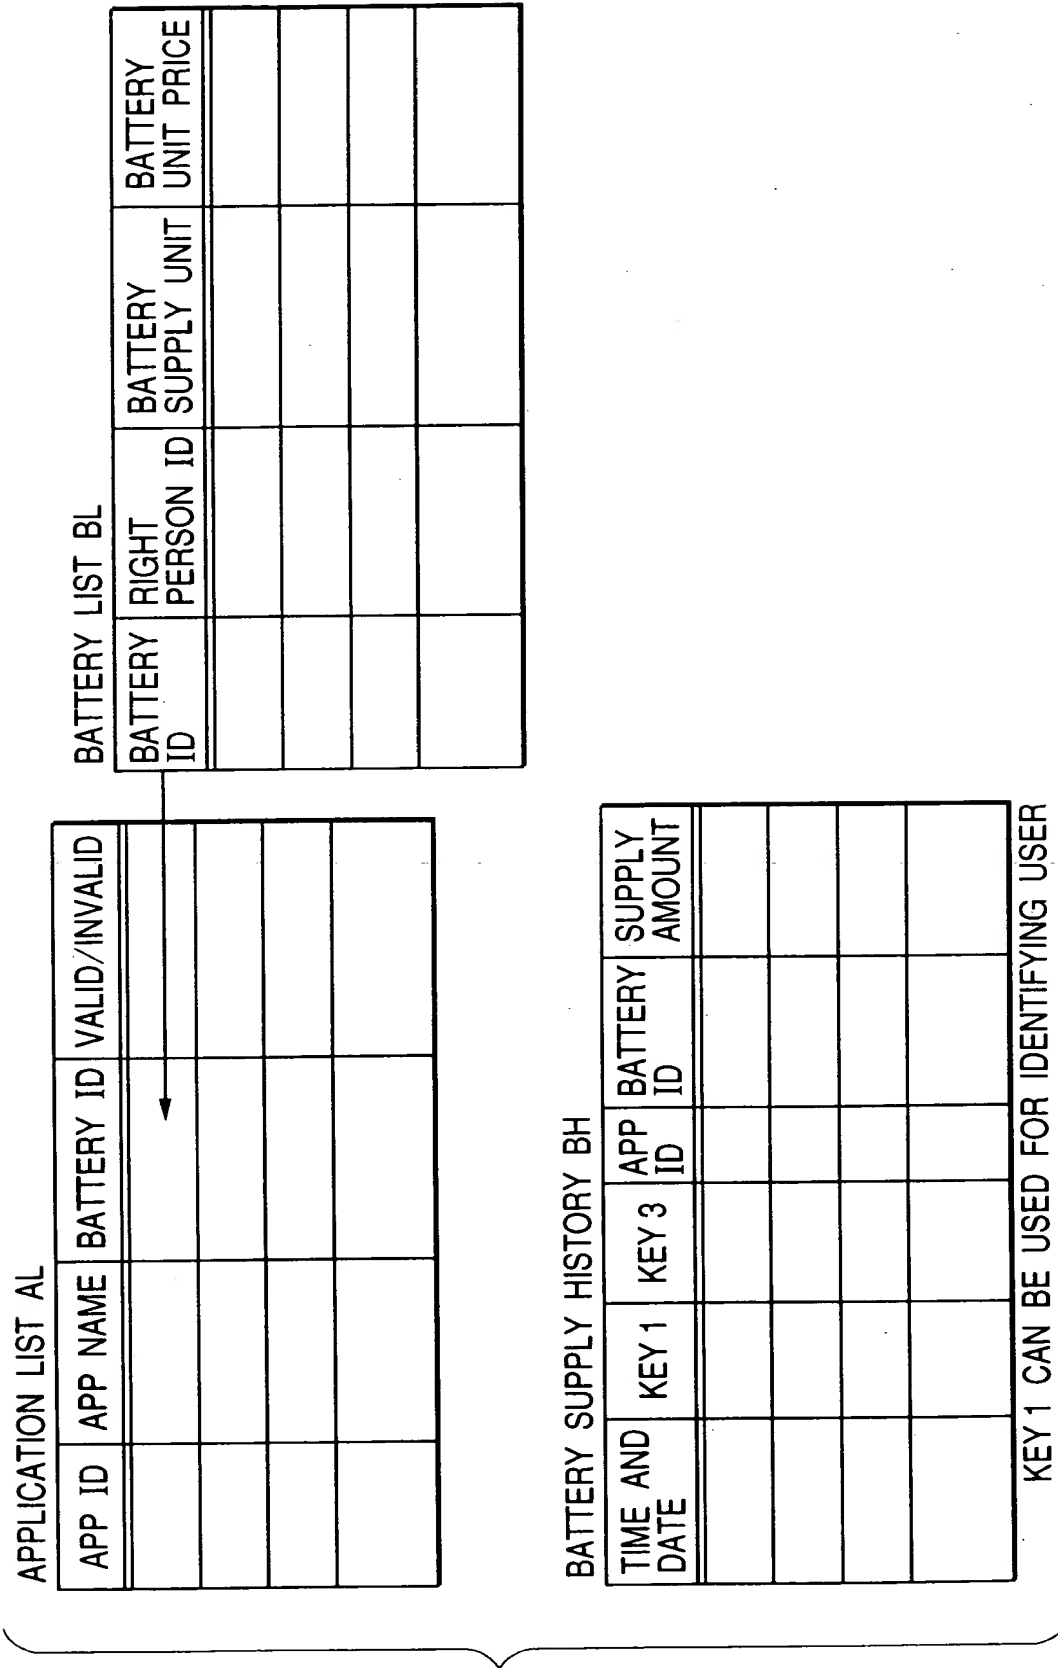 APPLICATION LIST AL
APP ID APP NAME BATTERY ID VALID/INVALID
BATTERY LIST BL
BATTERY
ID
RIGHT
PERSON ID
BATTERY
SUPPLY UNIT
BATTERY
UNIT PRICE
BATTERY SUPPLY HISTORY BH
TIME AND
DATE
KEY 1
KEY 3
APP
ID
BATTERY
ID
SUPPLY
AMOUNT
KEY 1 CAN BE USED FOR IDENTIFYING USER